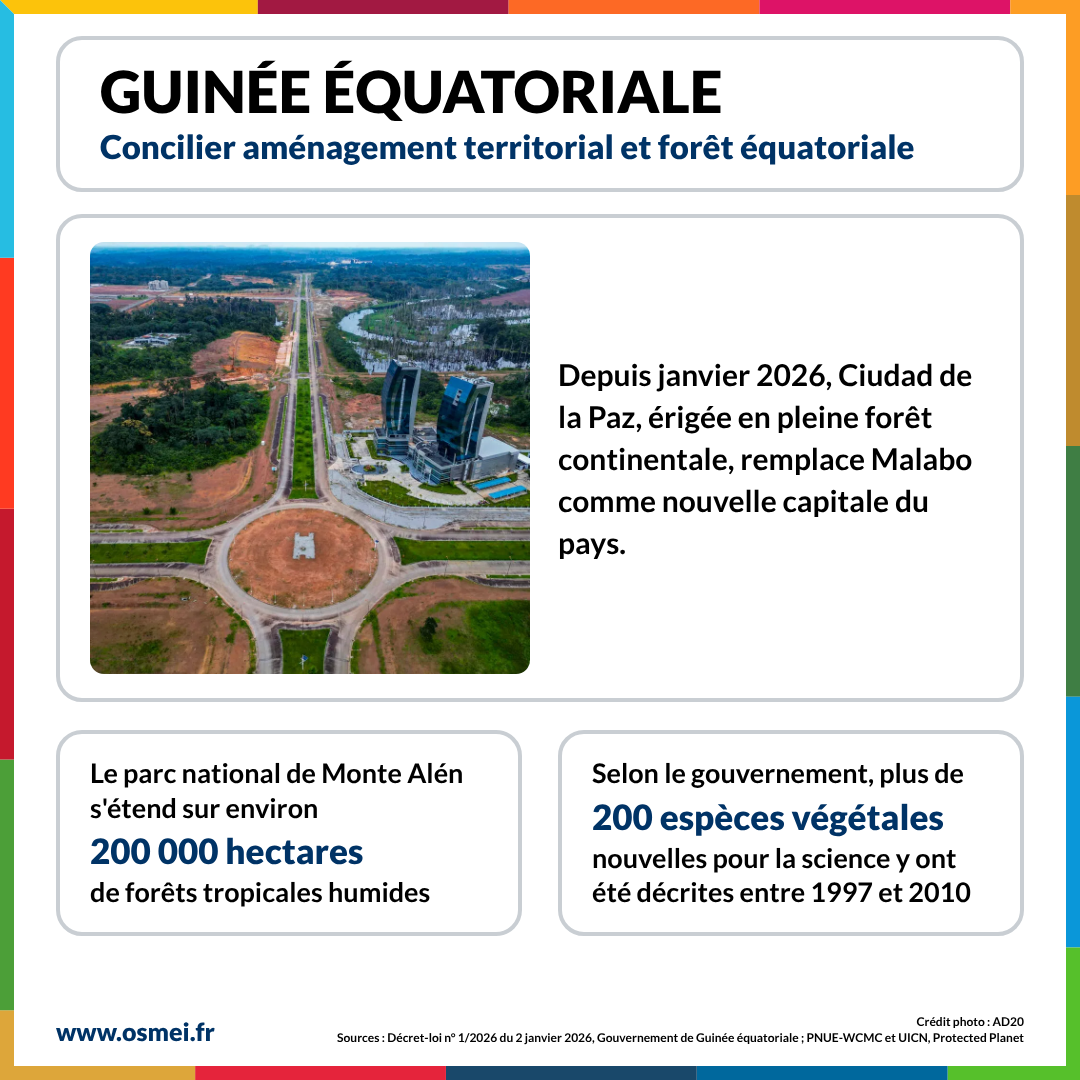 GUINÉE ÉQUATORIALE
Concilier aménagement territorial et forêt équatoriale
Depuis janvier 2026, Ciudad de
la Paz, érigée en pleine forêt
continentale, remplace Malabo
comme nouvelle capitale du
pays.
Le parc national de Monte Alén
s'étend sur environ
200 000 hectares
de forêts tropicales humides
Selon le gouvernement, plus de
200 espèces végétales
nouvelles pour la science y ont
été décrites entre 1997 et 2010
www.osmei.fr
Crédit photo : AD20
Sources : Décret-loi n° 1/2026 du 2 janvier 2026, Gouvernement de Guinée équatoriale ; PNUE-WCMC et UICN, Protected Planet